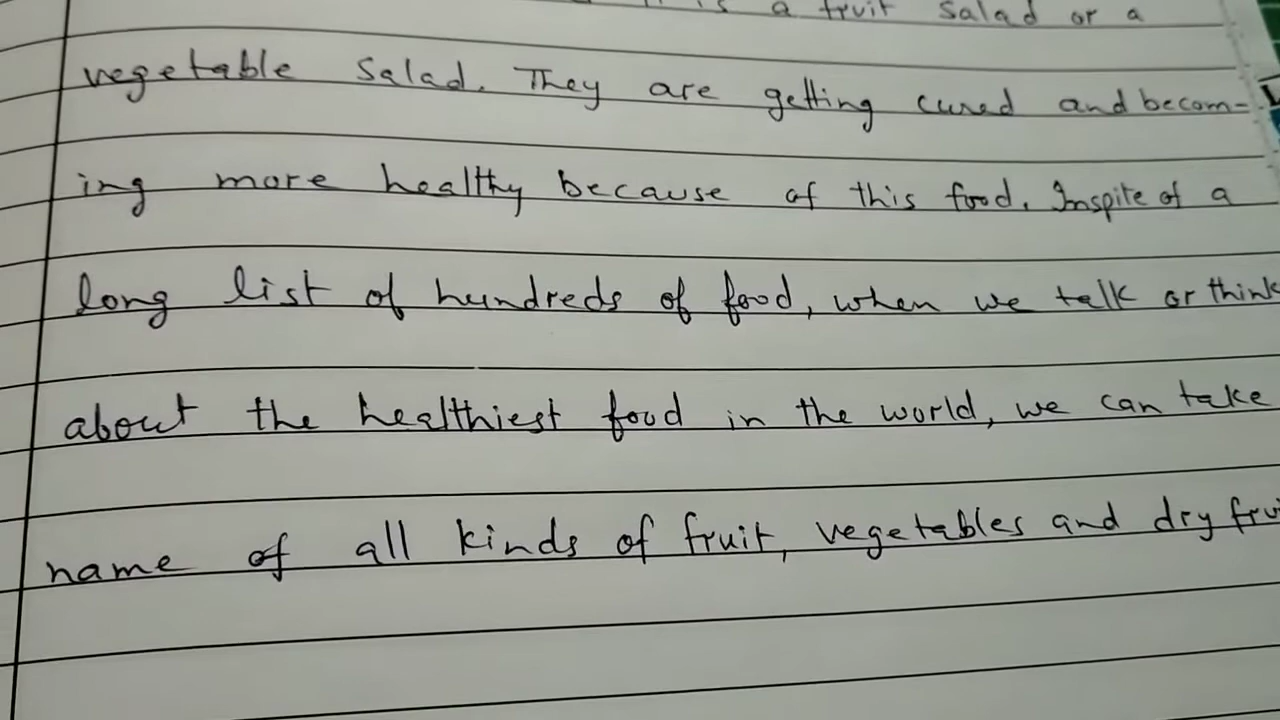 is a fruit salad or a
vegetable salad. They are getting cured and becom-
ing more healthy because of this food. Inspite of a
long list of hundreds of food, when we talk or think
about the healthiest food in the world, we can take
name of all kinds of fruit, vegetables and dry